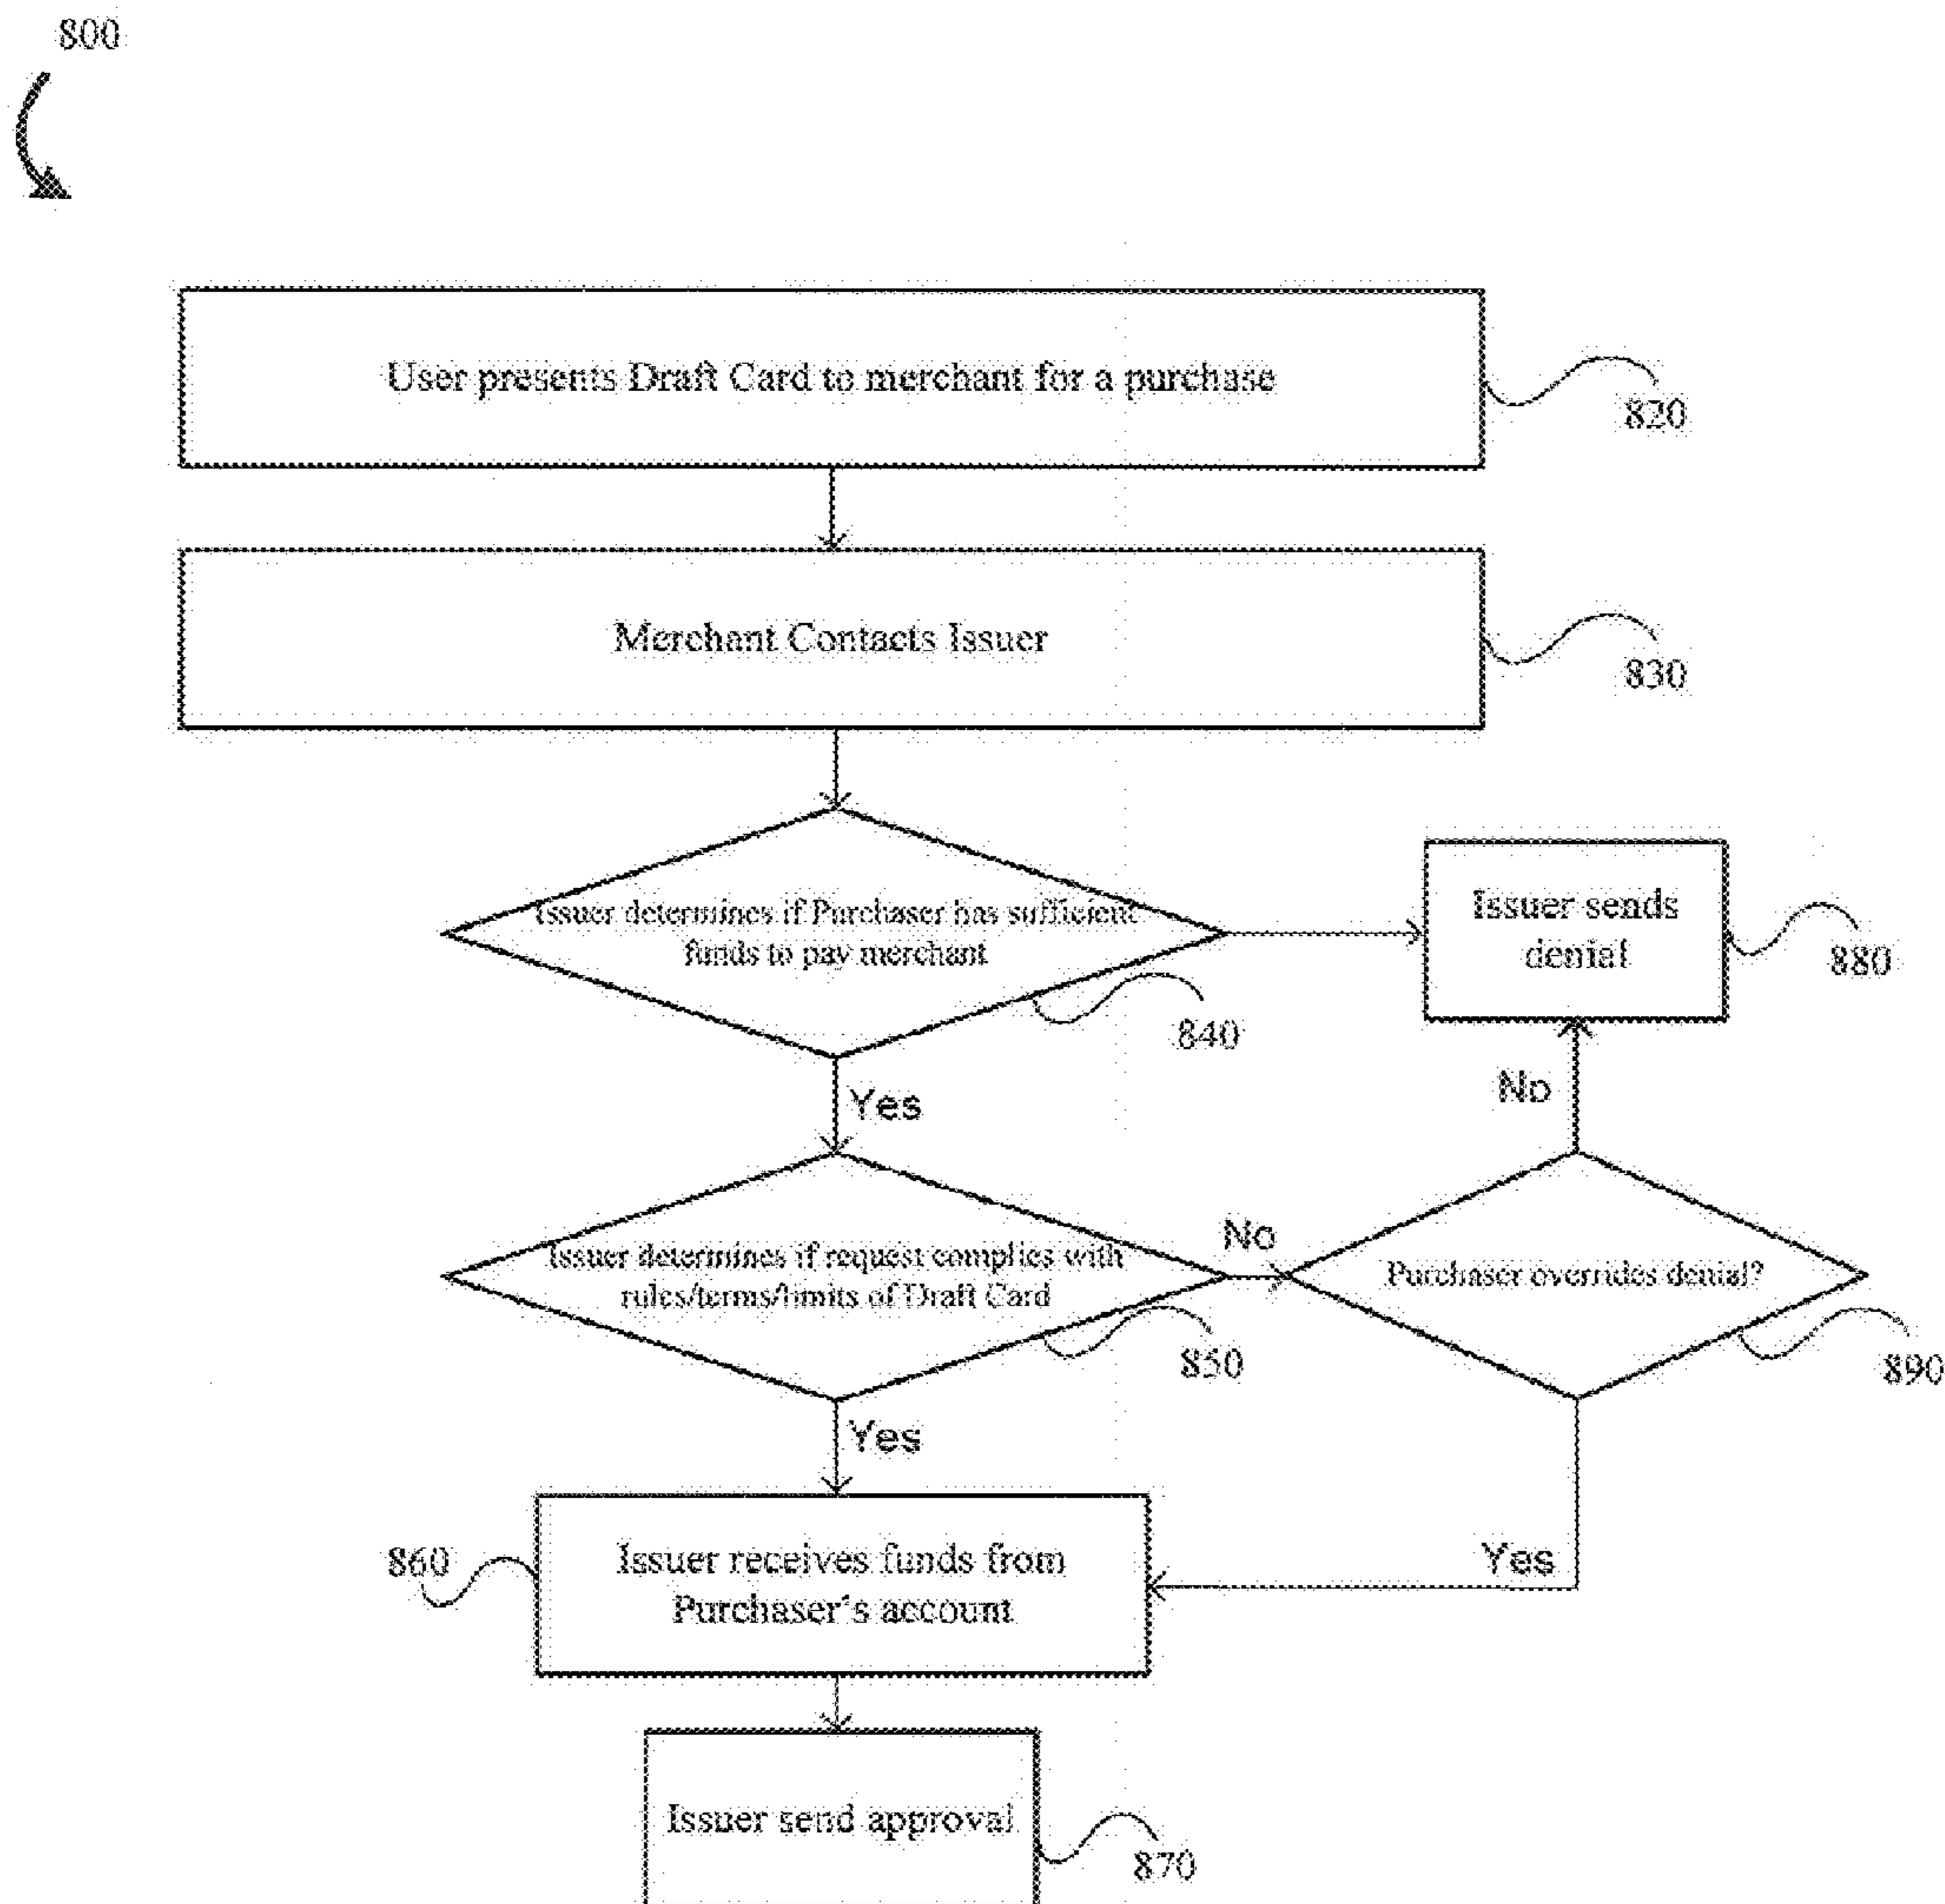 800
User presents Draft Card to merchant for a purchase
820
Merchant Contacts Issuer
830
Issuer determines if Purchaser has sufficient
funds to pay merchant
840
Issuer sends
denial
880
Yes
No
Issuer determines if request complies with
rules/terms/limits of Draft Card
850
No
Purchaser overrides denial?
890
Yes
Issuer receives funds from
Purchaser's account
860
Yes
Issuer send approval
870